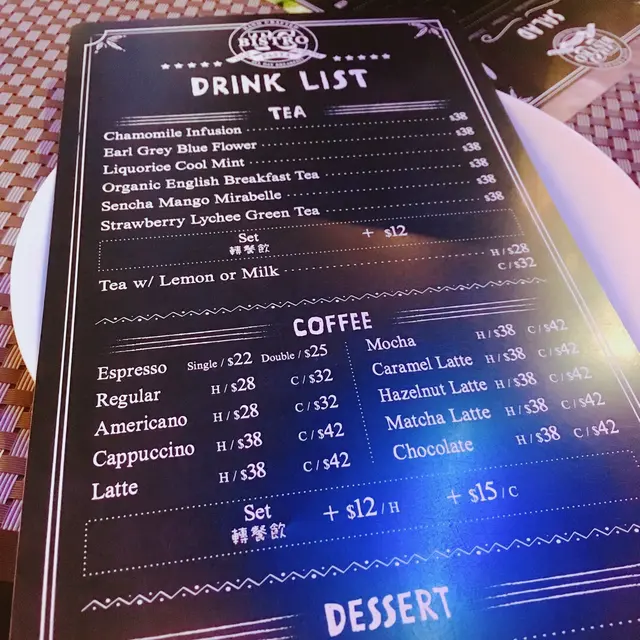 BISTRO
DRINK LIST
TEA
Chamomile Infusion $38
Earl Grey Blue Flower $38
Liquorice Cool Mint $38
Organic English Breakfast Tea $38
Sencha Mango Mirabelle $38
Strawberry Lychee Green Tea $38
Set + $12
轉餐飲
Tea w/ Lemon or Milk H/$28
C/$32
COFFEE
Espresso Single / $22 Double / $25
Regular H/$28 C/$32
Americano H/$28 C/$32
Cappuccino H/$38 C/$42
Latte H/$38 C/$42
Mocha H/$38 C/$42
Caramel Latte H/$38 C/$42
Hazelnut Latte H/$38 C/$42
Matcha Latte H/$38 C/$42
Chocolate H/$38 C/$42
Set + $12/H + $15/C
轉餐飲
DESSERT
SALAD